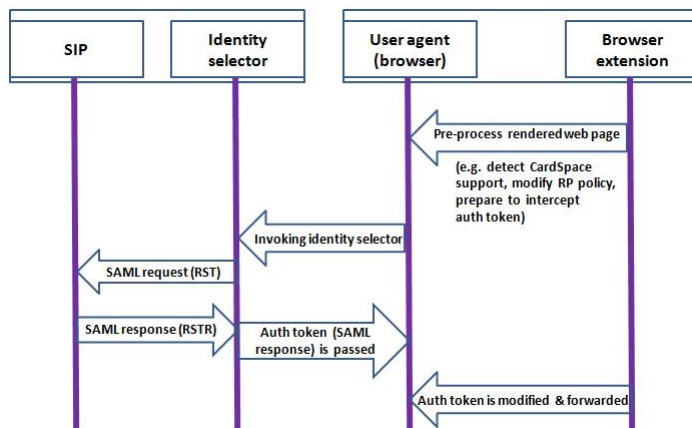 SIP
Identity
selector
User agent
(browser)
Browser
extension
Pre-process rendered web page
(e.g. detect CardSpace
support, modify RP policy,
prepare to intercept
auth token)
Invoking identity selector
SAML request (RST)
SAML response (RSTR)
Auth token (SAML
response) is passed
Auth token is modified & forwarded